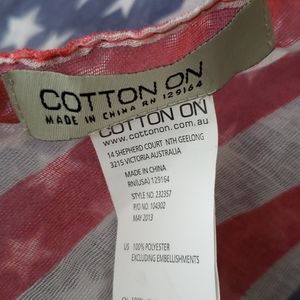 COTTON ON
MADE IN CHINA RN 129164
COTTON ON
www.cottonon.com.au
14 SHEPHERD COURT NTH GEELONG
3215 VICTORIA AUSTRALIA
MADE IN CHINA
RN(USA) 129164
STYLE NO. 232357
P/O NO. 104302
MAY 2013
US 100% POLYESTER
EXCLUDING EMBELLISHMENTS